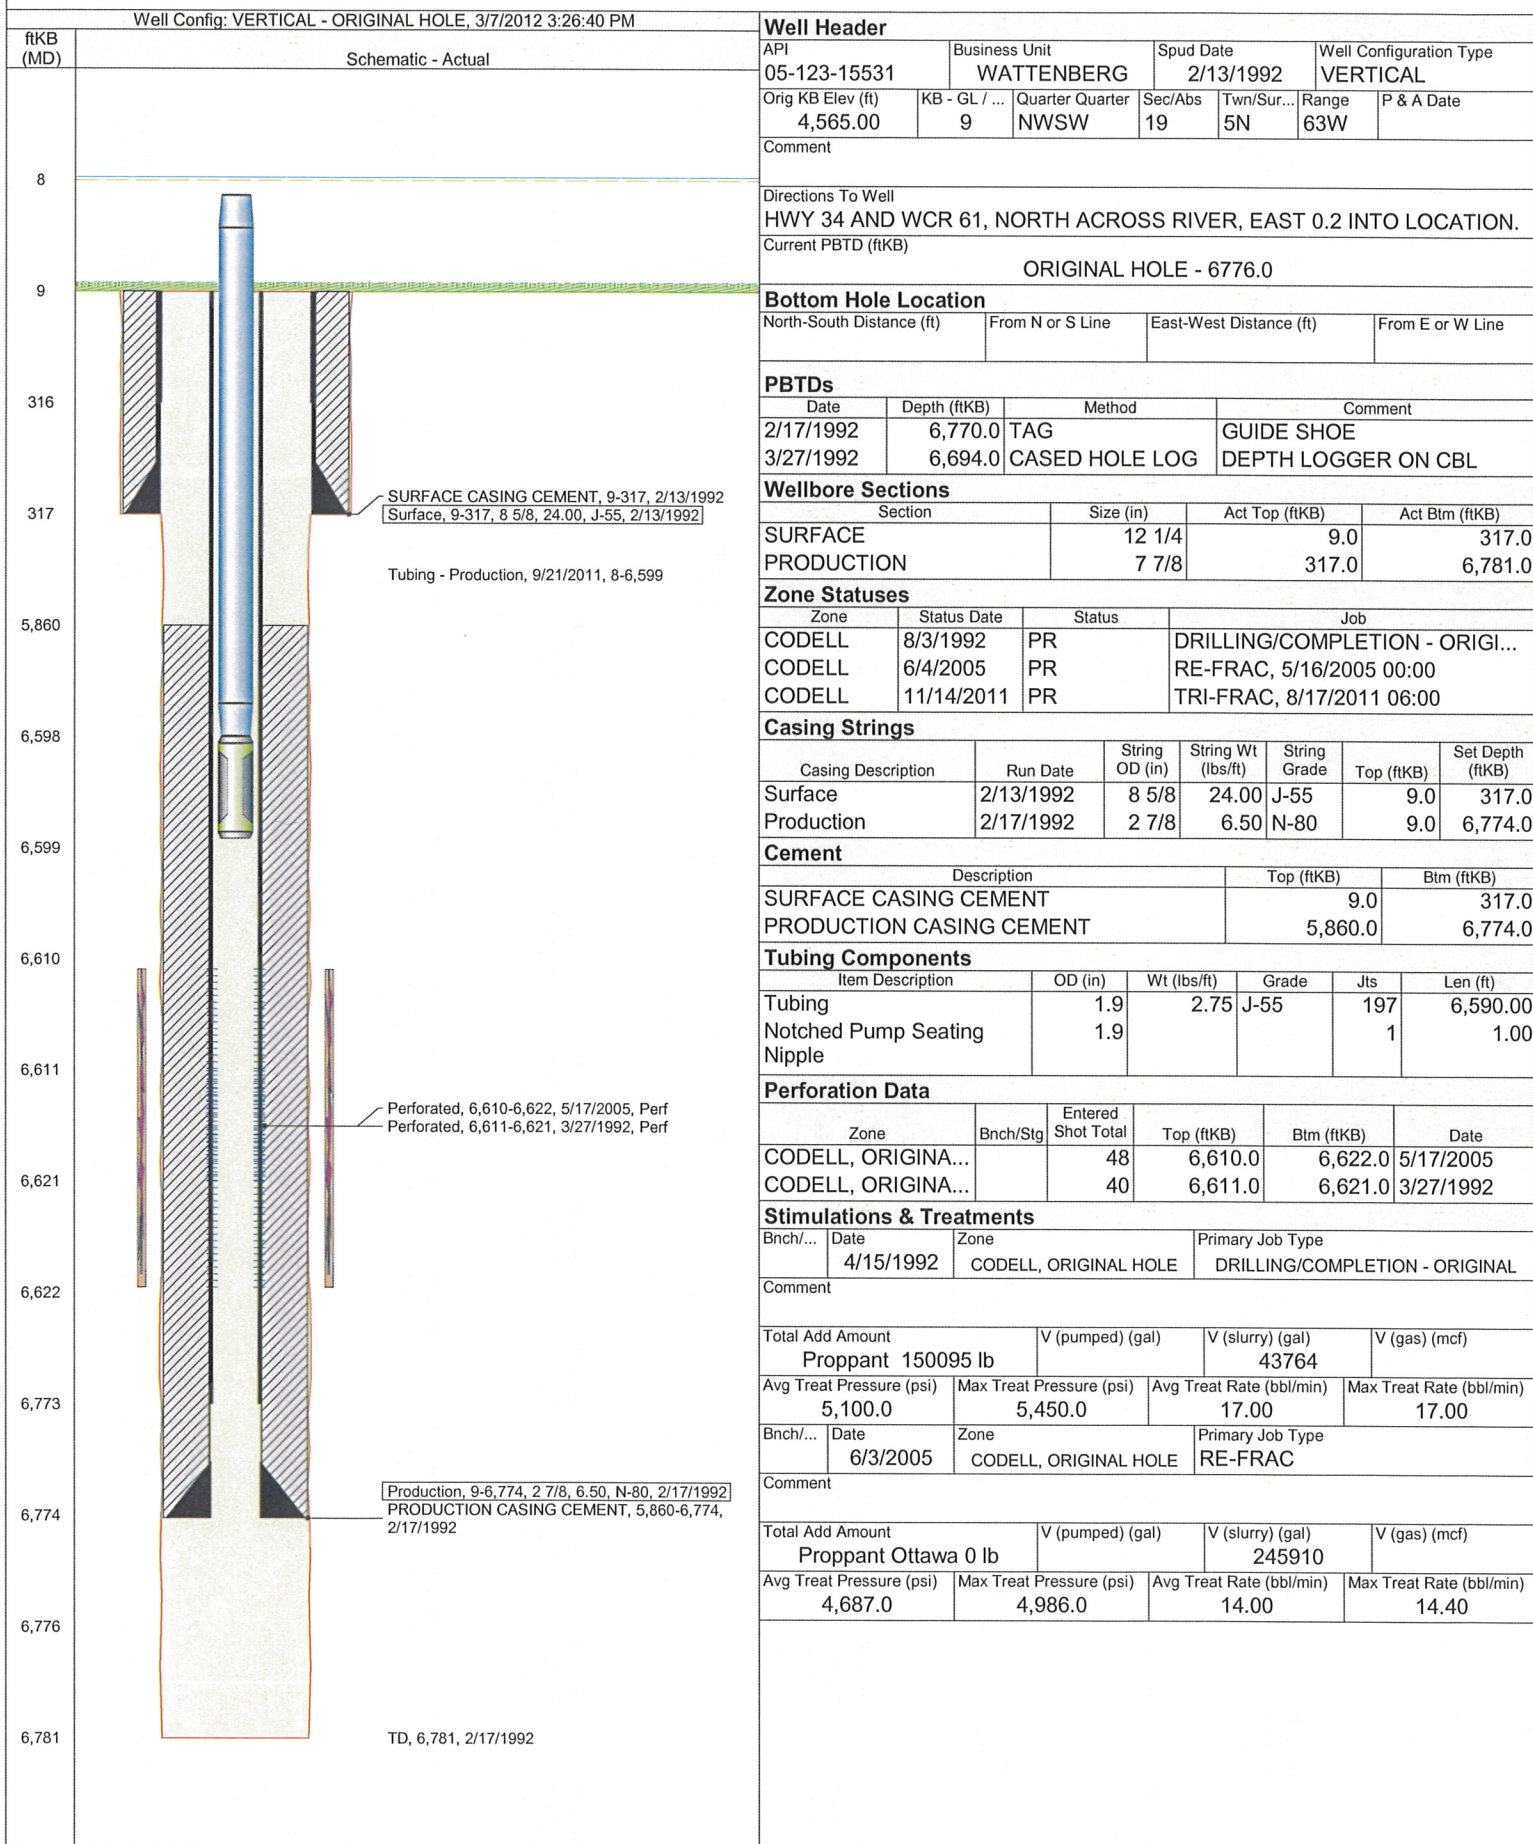 Well Config: VERTICAL - ORIGINAL HOLE, 3/7/2012 3:26:40 PM
ftKB
(MD)
Schematic - Actual
8
9
316
317
5,860
6,598
6,599
6,610
6,611
6,621
6,622
6,773
6,774
6,776
6,781
SURFACE CASING CEMENT, 9-317, 2/13/1992
Surface, 9-317, 8 5/8, 24.00, J-55, 2/13/1992
Tubing - Production, 9/21/2011, 8-6,599
Perforated, 6,610-6,622, 5/17/2005, Perf
Perforated, 6,611-6,621, 3/27/1992, Perf
Production, 9-6,774, 2 7/8, 6.50, N-80, 2/17/1992
PRODUCTION CASING CEMENT, 5,860-6,774,
2/17/1992
TD, 6,781, 2/17/1992
Well Header
API Business Unit Spud Date Well Configuration Type
05-123-15531 WATTENBERG 2/13/1992 VERTICAL
Orig KB Elev (ft) KB - GL / ... Quarter Quarter Sec/Abs Twn/Sur... Range P & A Date
4,565.00 9 NWSW 19 5N 63W
Comment
Directions To Well
HWY 34 AND WCR 61, NORTH ACROSS RIVER, EAST 0.2 INTO LOCATION.
Current PBTD (ftKB)
ORIGINAL HOLE - 6776.0
Bottom Hole Location
North-South Distance (ft) From N or S Line East-West Distance (ft) From E or W Line
PBTDs
Date Depth (ftKB) Method Comment
2/17/1992 6,770.0 TAG GUIDE SHOE
3/27/1992 6,694.0 CASED HOLE LOG DEPTH LOGGER ON CBL
Wellbore Sections
Section Size (in) Act Top (ftKB) Act Btm (ftKB)
SURFACE 12 1/4 9.0 317.0
PRODUCTION 7 7/8 317.0 6,781.0
Zone Statuses
Zone Status Date Status Job
CODELL 8/3/1992 PR DRILLING/COMPLETION - ORIGI...
CODELL 6/4/2005 PR RE-FRAC, 5/16/2005 00:00
CODELL 11/14/2011 PR TRI-FRAC, 8/17/2011 06:00
Casing Strings
Casing Description Run Date String OD (in) String Wt (lbs/ft) String Grade Top (ftKB) Set Depth (ftKB)
Surface 2/13/1992 8 5/8 24.00 J-55 9.0 317.0
Production 2/17/1992 2 7/8 6.50 N-80 9.0 6,774.0
Cement
Description Top (ftKB) Btm (ftKB)
SURFACE CASING CEMENT 9.0 317.0
PRODUCTION CASING CEMENT 5,860.0 6,774.0
Tubing Components
Item Description OD (in) Wt (lbs/ft) Grade Jts Len (ft)
Tubing 1.9 2.75 J-55 197 6,590.00
Notched Pump Seating 1.9 1 1.00
Nipple
Perforation Data
Zone Bnch/Stg Entered Shot Total Top (ftKB) Btm (ftKB) Date
CODELL, ORIGINA... 48 6,610.0 6,622.0 5/17/2005
CODELL, ORIGINA... 40 6,611.0 6,621.0 3/27/1992
Stimulations & Treatments
Bnch/... Date Zone Primary Job Type
4/15/1992 CODELL, ORIGINAL HOLE DRILLING/COMPLETION - ORIGINAL
Comment
Total Add Amount V (pumped) (gal) V (slurry) (gal) V (gas) (mcf)
Proppant 150095 lb 43764
Avg Treat Pressure (psi) Max Treat Pressure (psi) Avg Treat Rate (bbl/min) Max Treat Rate (bbl/min)
5,100.0 5,450.0 17.00 17.00
Bnch/... Date Zone Primary Job Type
6/3/2005 CODELL, ORIGINAL HOLE RE-FRAC
Comment
Total Add Amount V (pumped) (gal) V (slurry) (gal) V (gas) (mcf)
Proppant Ottawa 0 lb 245910
Avg Treat Pressure (psi) Max Treat Pressure (psi) Avg Treat Rate (bbl/min) Max Treat Rate (bbl/min)
4,687.0 4,986.0 14.00 14.40